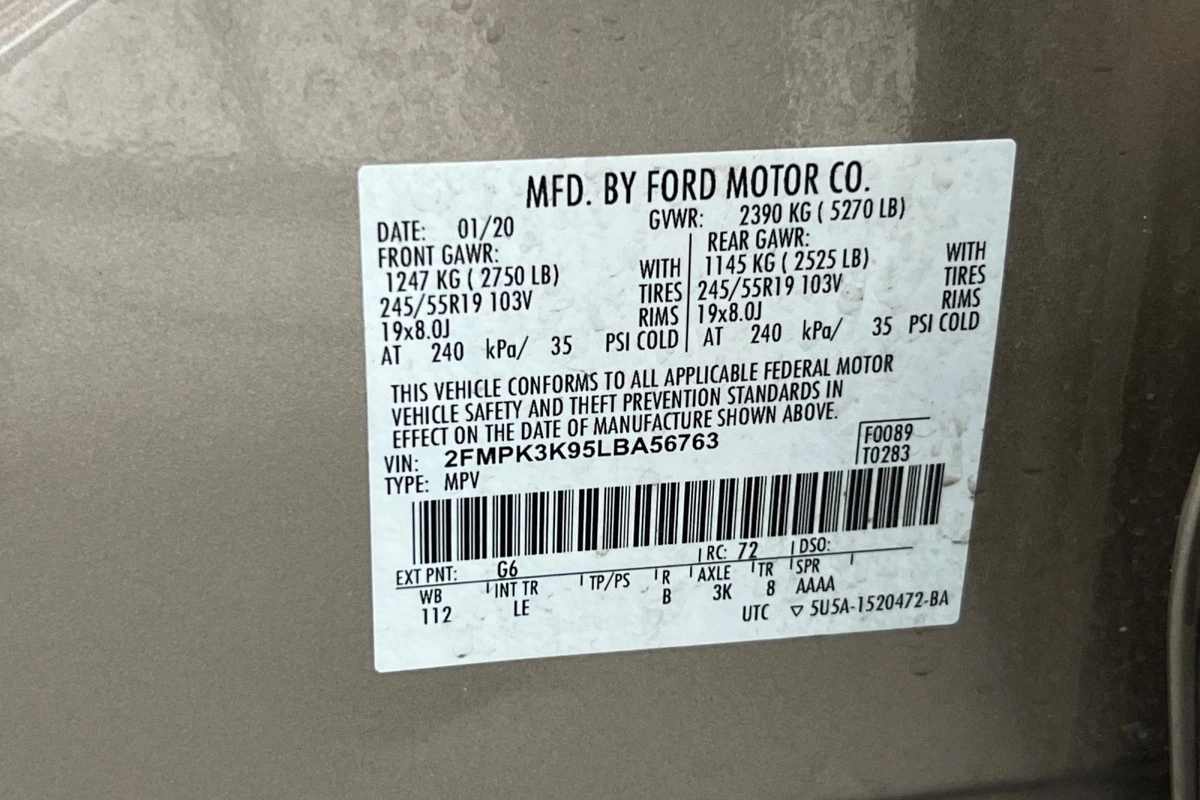 MFD. BY FORD MOTOR CO.
DATE: 01/20 GVWR: 2390 KG ( 5270 LB)
FRONT GAWR: REAR GAWR:
1247 KG ( 2750 LB) WITH 1145 KG ( 2525 LB) WITH
245/55R19 103V TIRES 245/55R19 103V TIRES
19x8.0J RIMS 19x8.0J RIMS
AT 240 kPa/ 35 PSI COLD AT 240 kPa/ 35 PSI COLD
THIS VEHICLE CONFORMS TO ALL APPLICABLE FEDERAL MOTOR
VEHICLE SAFETY AND THEFT PREVENTION STANDARDS IN
EFFECT ON THE DATE OF MANUFACTURE SHOWN ABOVE.
VIN: 2FMPK3K95LBA56763 F0089
TYPE: MPV T0283
EXT PNT: G6 RC: 72 DSO:
WB INT TR TP/PS R AXLE TR SPR
112 LE B 3K 8 AAAA
UTC ▽ 5U5A-1520472-BA